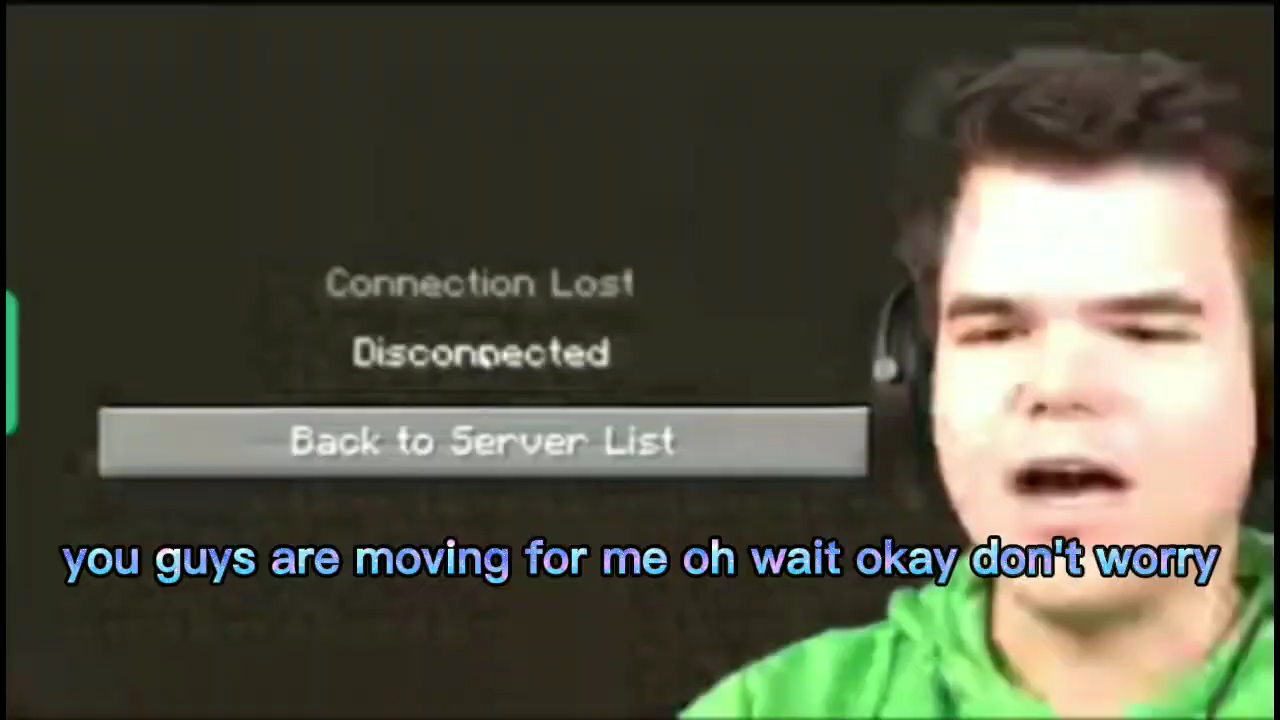 Connection Lost
Disconnected
Back to Server List
you guys are moving for me oh wait okay don't worry